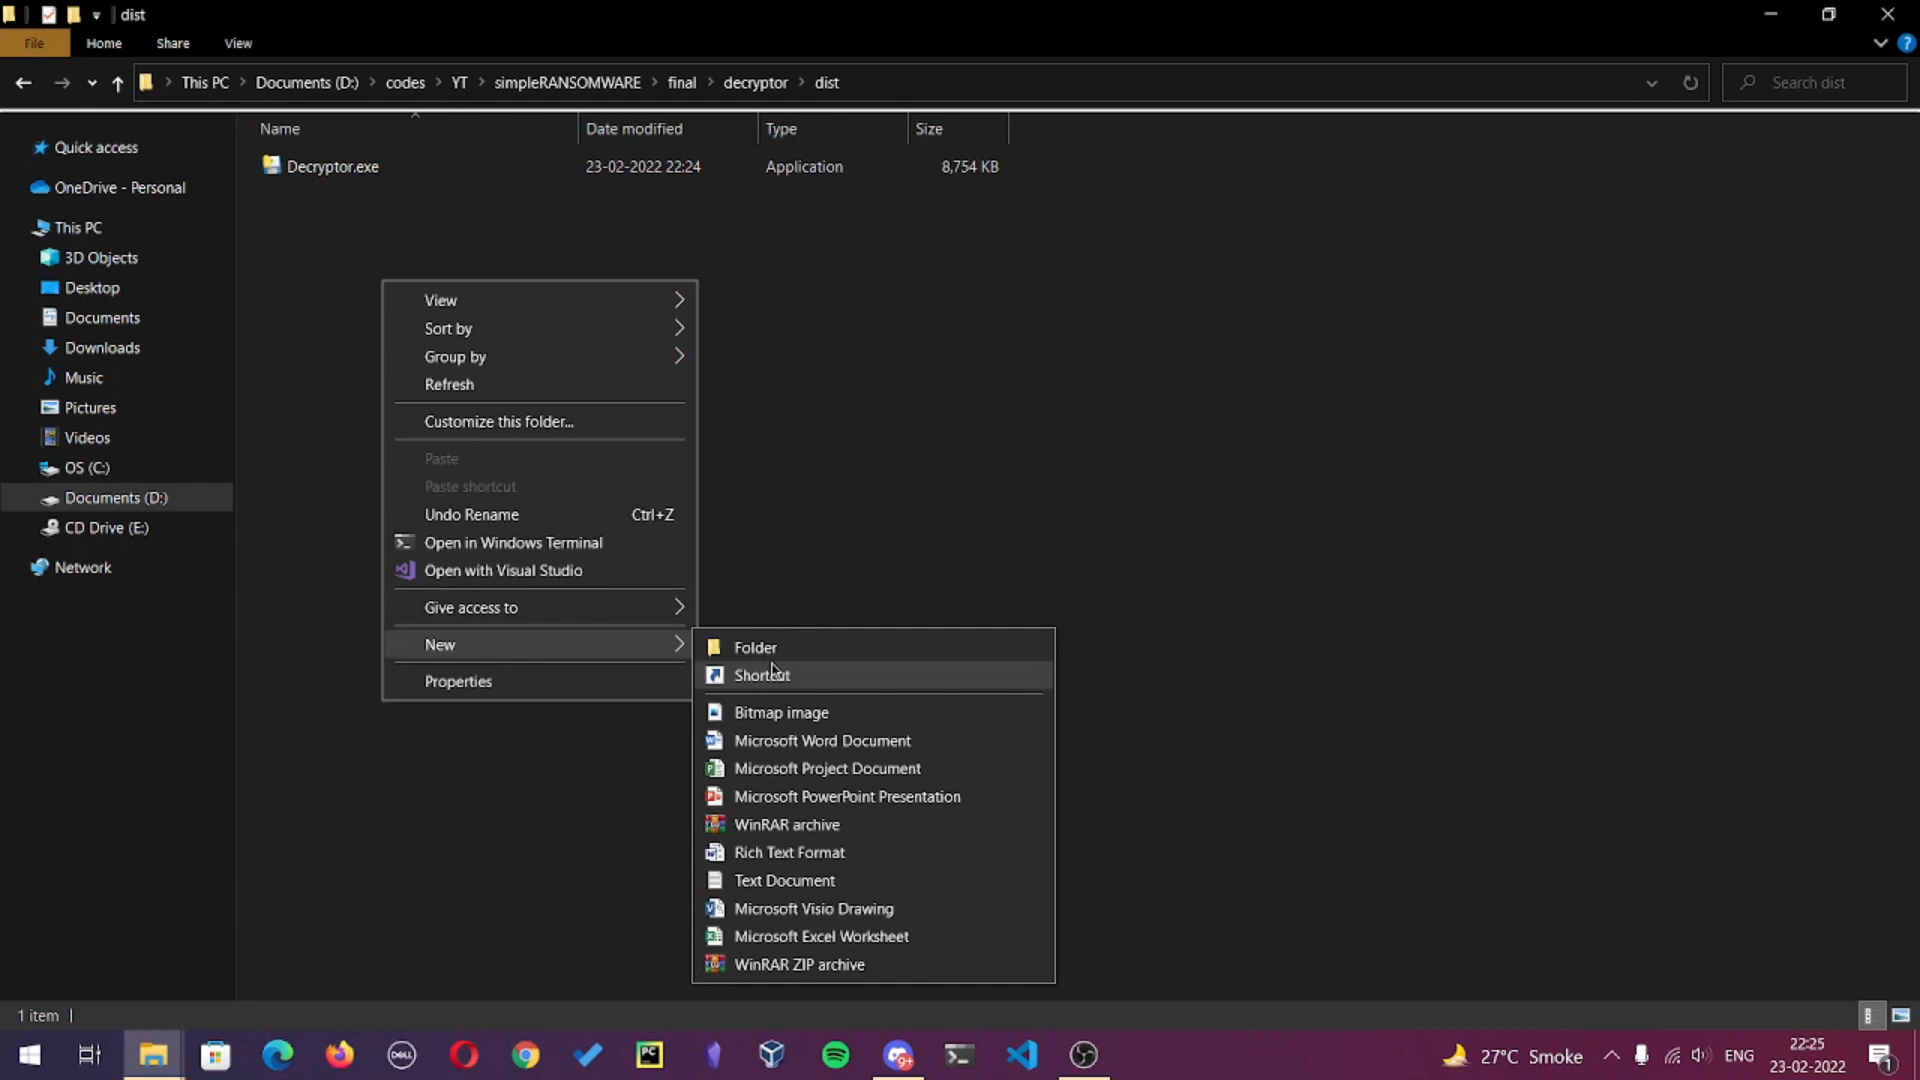 dist
File Home Share View
This PC Documents (D:) codes YT simpleRANSOMWARE final decryptor dist
Search dist
Name Date modified Type Size
Decryptor.exe 23-02-2022 22:24 Application 8,754 KB
Quick access
OneDrive - Personal
This PC
3D Objects
Desktop
Documents
Downloads
Music
Pictures
Videos
OS (C:)
Documents (D:)
CD Drive (E:)
Network
View
Sort by
Group by
Refresh
Customize this folder...
Paste
Paste shortcut
Undo Rename Ctrl+Z
Open in Windows Terminal
Open with Visual Studio
Give access to
New
Properties
Folder
Shortcut
Bitmap image
Microsoft Word Document
Microsoft Project Document
Microsoft PowerPoint Presentation
WinRAR archive
Rich Text Format
Text Document
Microsoft Visio Drawing
Microsoft Excel Worksheet
WinRAR ZIP archive
1 item
DELL
PC
9+
27°C Smoke
ENG
22:25
23-02-2022
1